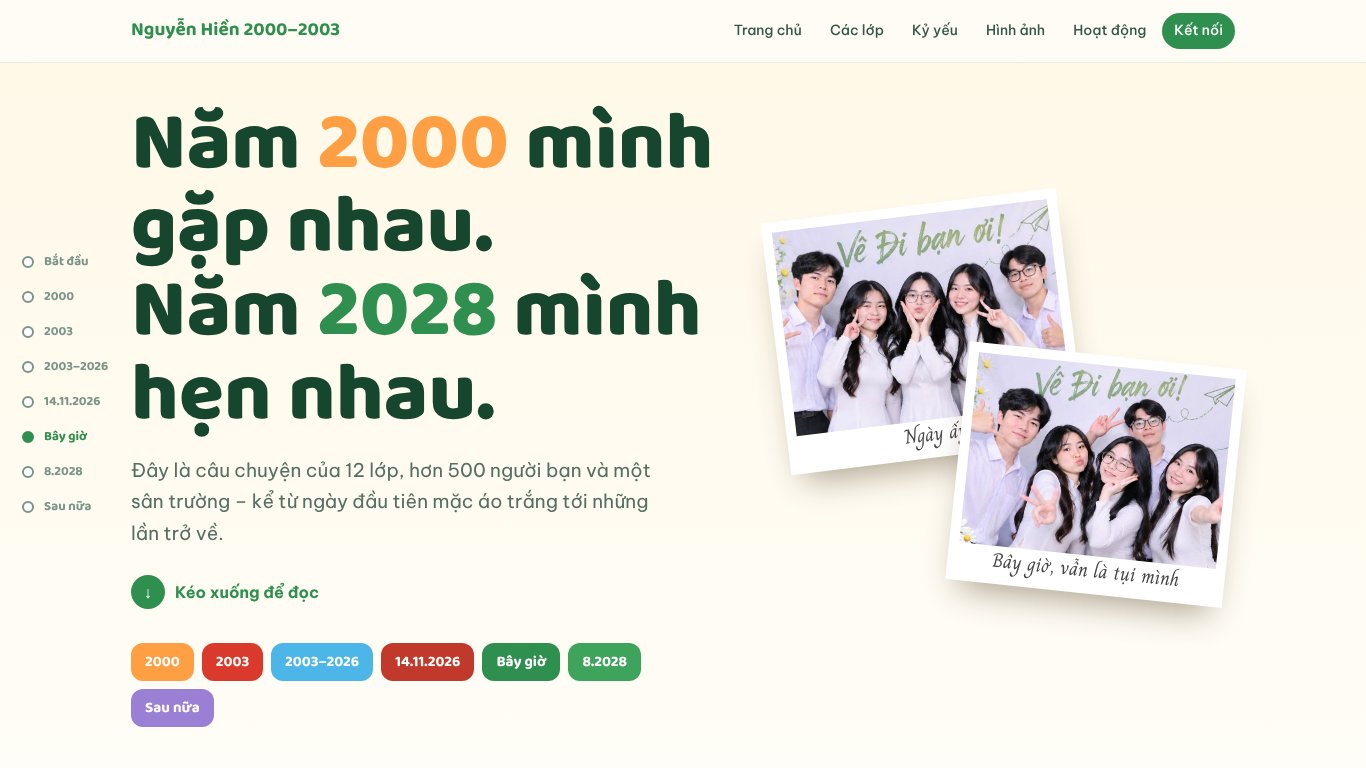 Nguyễn Hiền 2000–2003
Trang chủ
Các lớp
Kỷ yếu
Hình ảnh
Hoạt động
Kết nối
Bắt đầu
2000
2003
2003–2026
14.11.2026
Bây giờ
8.2028
Sau nữa
Năm 2000 mình
gặp nhau.
Năm 2028 mình
hẹn nhau.
Đây là câu chuyện của 12 lớp, hơn 500 người bạn và một
sân trường – kể từ ngày đầu tiên mặc áo trắng tới những
lần trở về.
↓ Kéo xuống để đọc
2000
2003
2003–2026
14.11.2026
Bây giờ
8.2028
Sau nữa
Về Đi bạn ơi!
Ngày ấy
Về Đi bạn ơi!
Bây giờ, vẫn là tụi mình